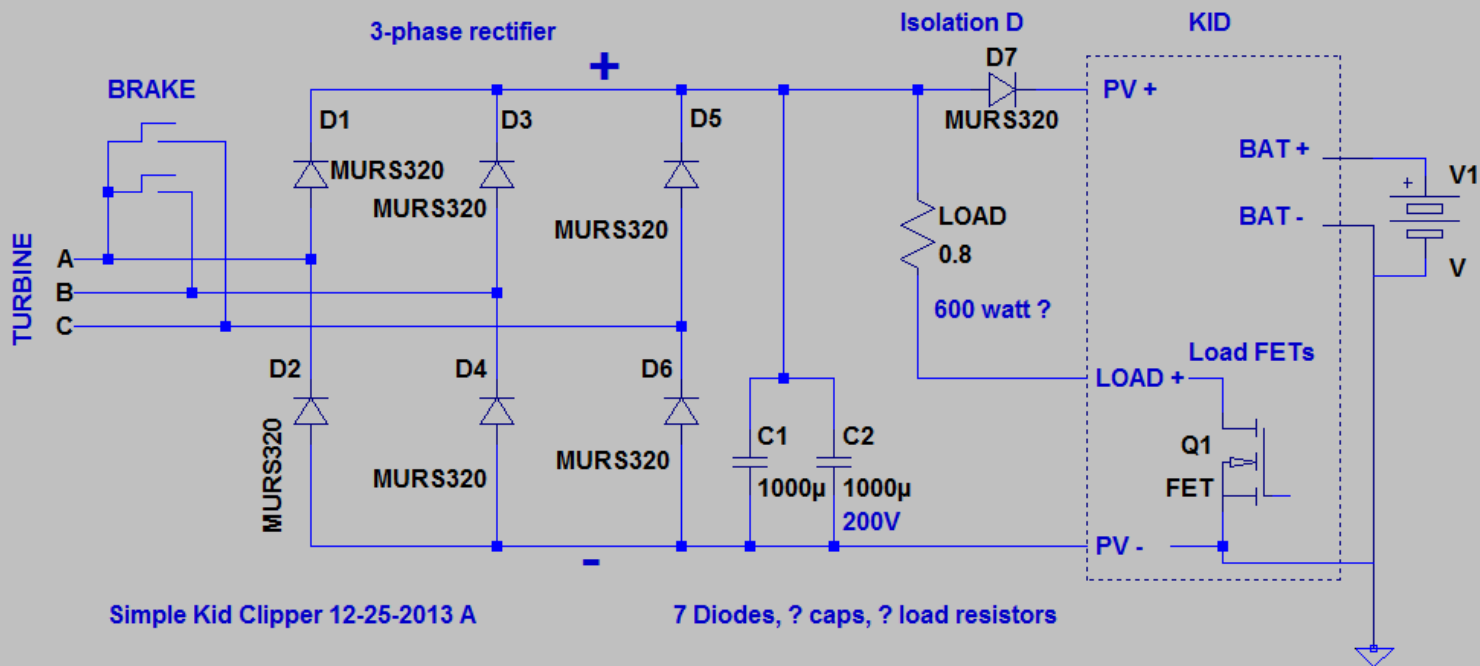 3-phase rectifier
Isolation D
KID
+
BRAKE
D7
D1
D3
D5
PV +
MURS320
MURS320
BAT +
MURS320
+
V1
MURS320
BAT -
LOAD
0.8
V
TURBINE
A
B
C
600 watt ?
Load FETs
D2
D4
D6
LOAD +
C1
C2
Q1
MURS320
MURS320
MURS320
1000µ
1000µ
FET
200V
PV -
-
Simple Kid Clipper 12-25-2013 A
7 Diodes, ? caps, ? load resistors